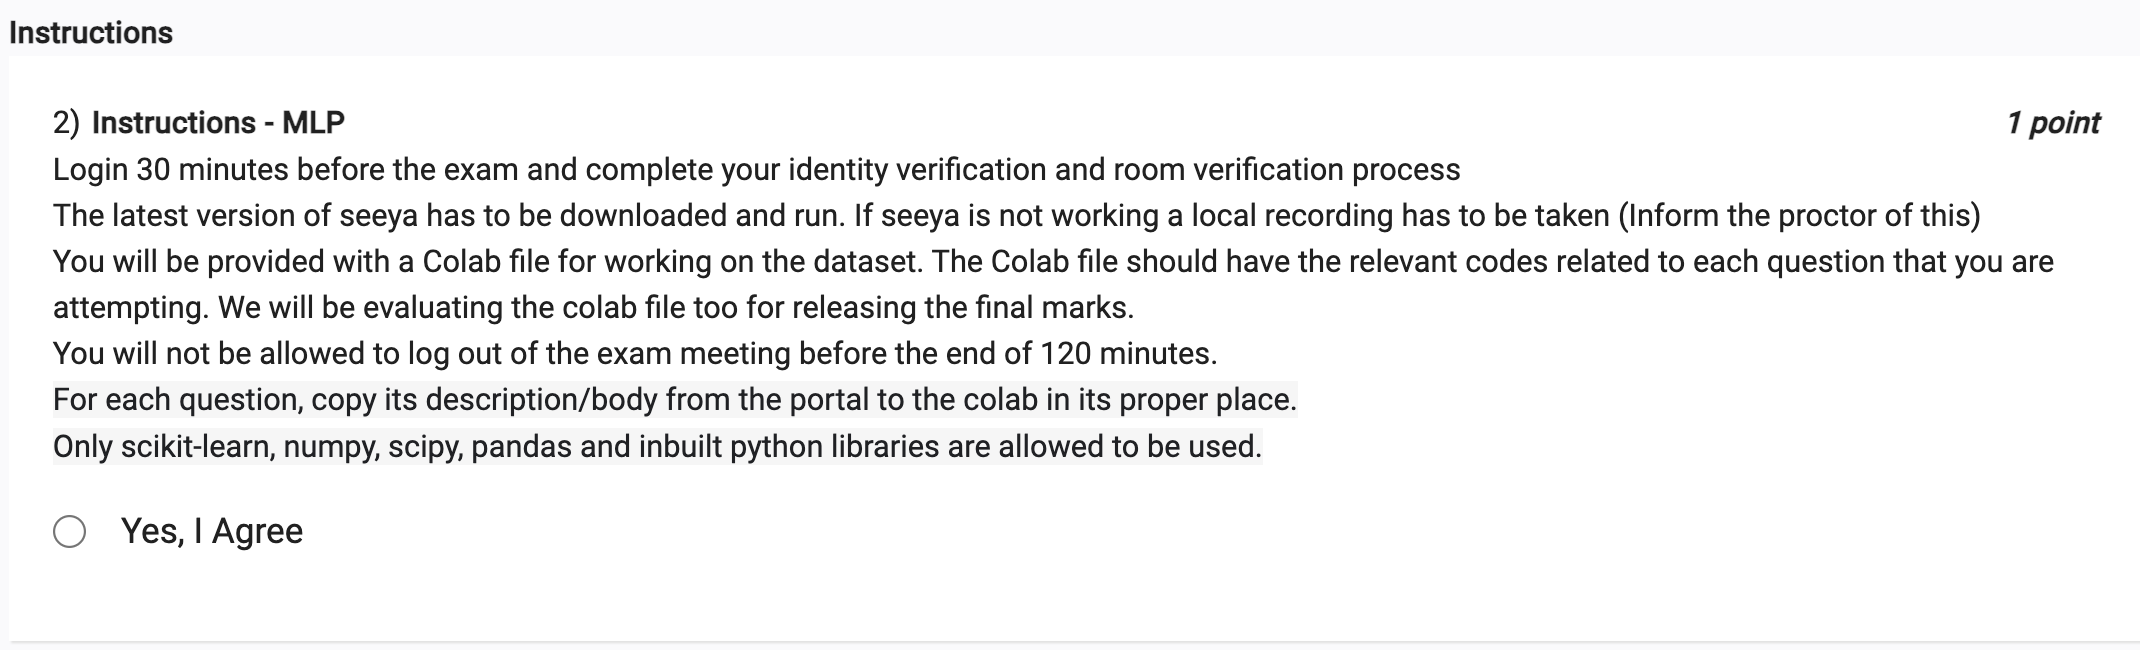 Instructions
2) Instructions - MLP 1 point
Login 30 minutes before the exam and complete your identity verification and room verification process
The latest version of seeya has to be downloaded and run. If seeya is not working a local recording has to be taken (Inform the proctor of this)
You will be provided with a Colab file for working on the dataset. The Colab file should have the relevant codes related to each question that you are
attempting. We will be evaluating the colab file too for releasing the final marks.
You will not be allowed to log out of the exam meeting before the end of 120 minutes.
For each question, copy its description/body from the portal to the colab in its proper place.
Only scikit-learn, numpy, scipy, pandas and inbuilt python libraries are allowed to be used.
Yes, I Agree